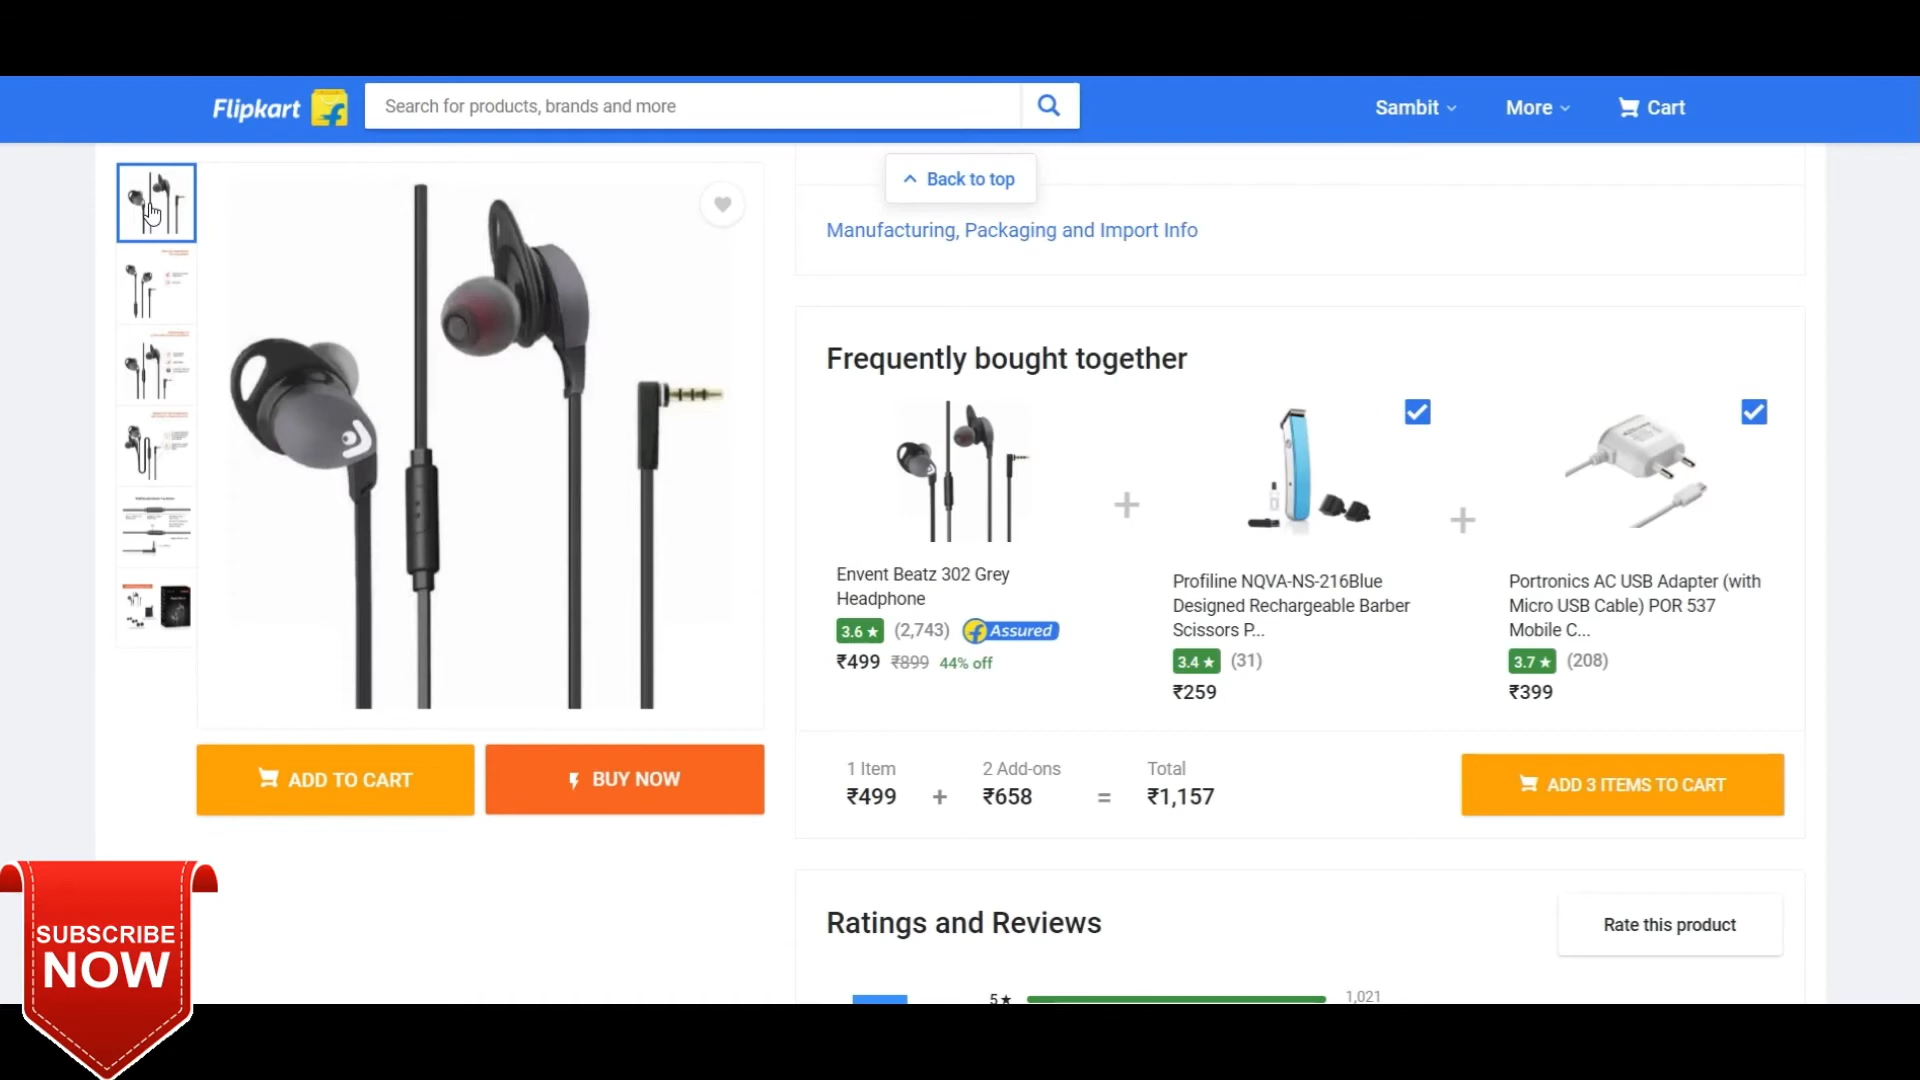 Flipkart
Search for products, brands and more
Sambit
More
Cart
Back to top
Manufacturing, Packaging and Import Info
Frequently bought together
Envent Beatz 302 Grey
Headphone
3.6★ (2,743) Assured
₹499 ₹899 44% off
Profiline NQVA-NS-216Blue
Designed Rechargeable Barber
Scissors P...
3.4★ (31)
₹259
Portronics AC USB Adapter (with
Micro USB Cable) POR 537
Mobile C...
3.7★ (208)
₹399
ADD TO CART
BUY NOW
1 Item
₹499
+
2 Add-ons
₹658
=
Total
₹1,157
ADD 3 ITEMS TO CART
Ratings and Reviews
Rate this product
5★
1,021
SUBSCRIBE
NOW